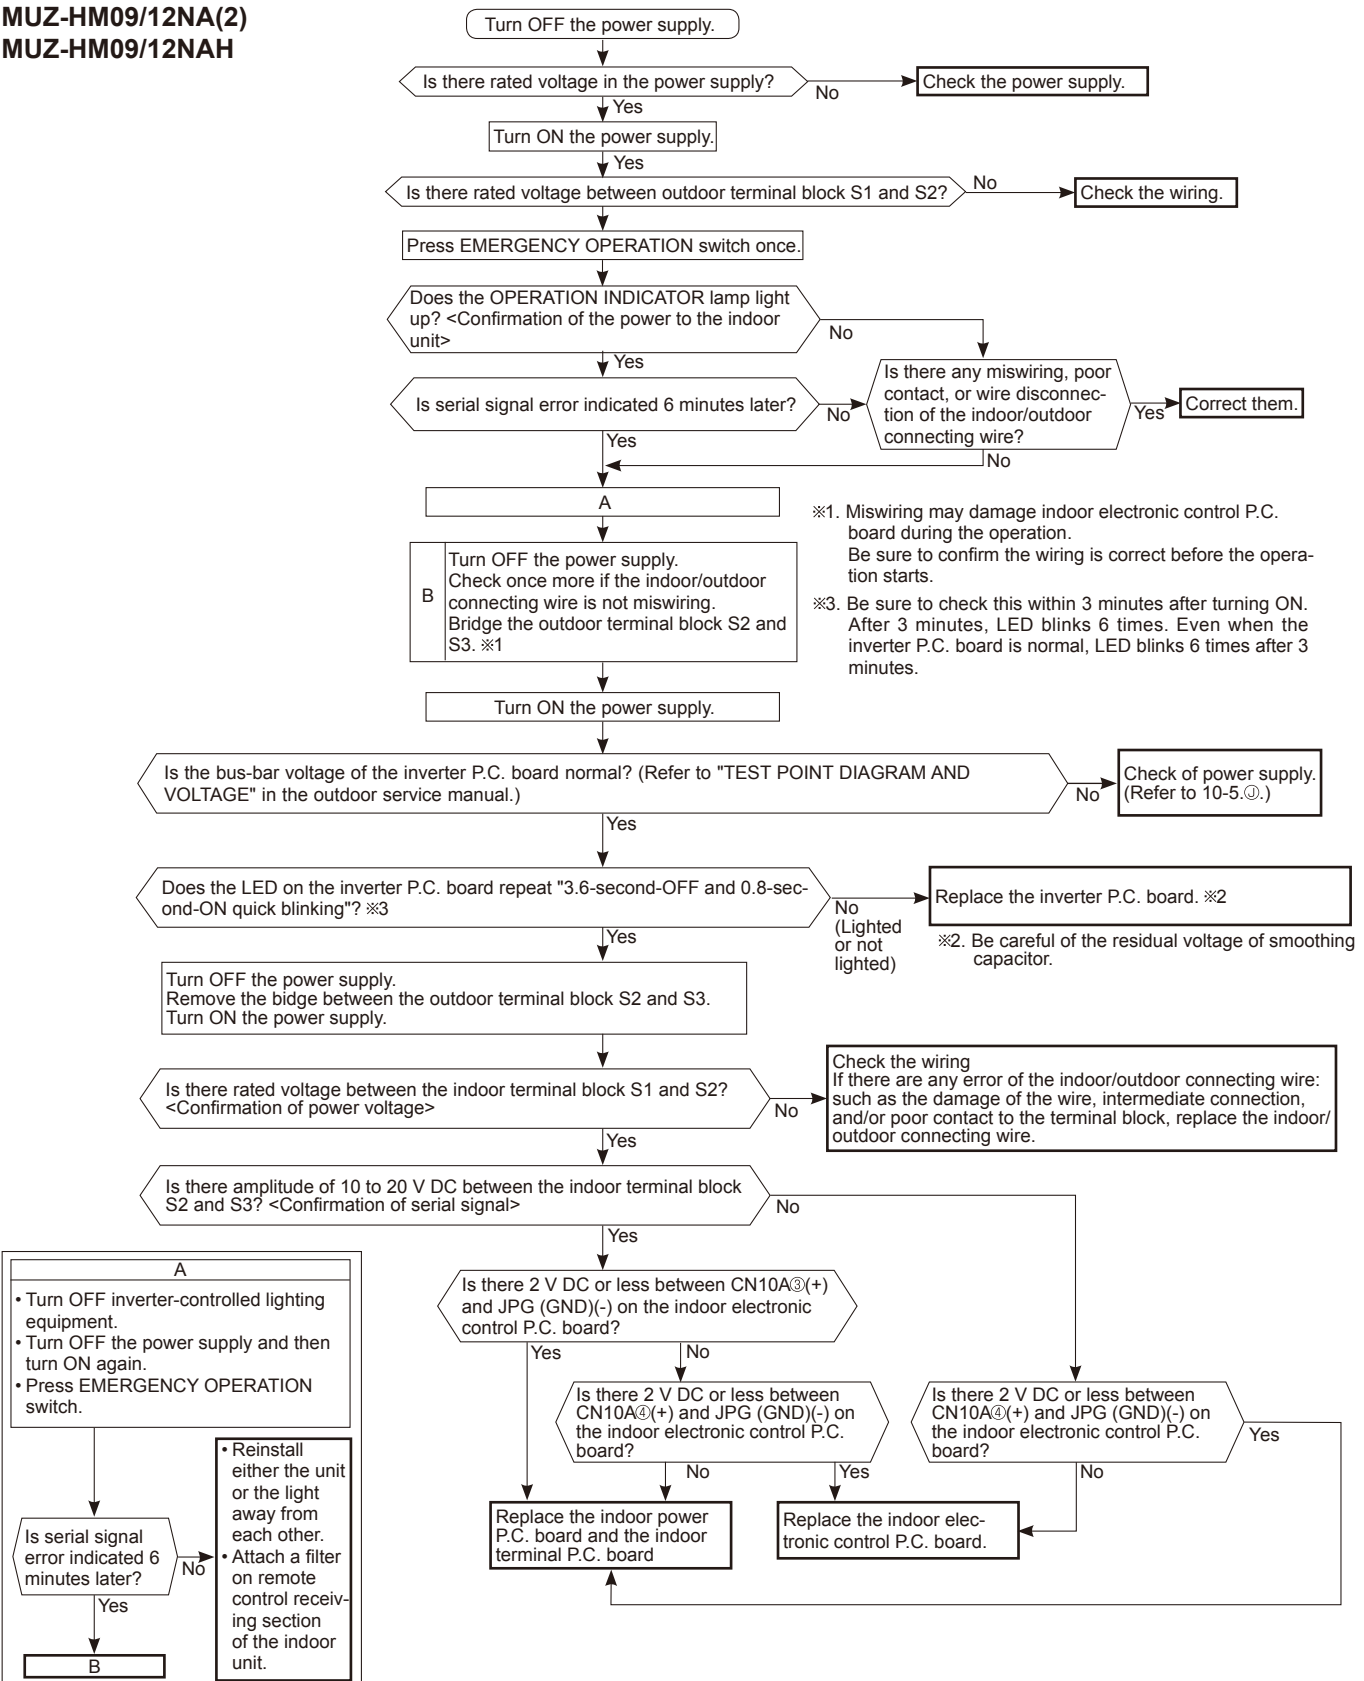 MUZ-HM09/12NA(2)
MUZ-HM09/12NAH
Turn OFF the power supply.
Is there rated voltage in the power supply?
No
Check the power supply.
Yes
Turn ON the power supply.
Yes
Is there rated voltage between outdoor terminal block S1 and S2?
No
Check the wiring.
Press EMERGENCY OPERATION switch once.
Does the OPERATION INDICATOR lamp light
up? <Confirmation of the power to the indoor
unit>
No
Yes
Is serial signal error indicated 6 minutes later?
No
Is there any miswiring, poor
contact, or wire disconnec-
tion of the indoor/outdoor
connecting wire?
Yes
Correct them.
Yes
No
A
※1. Miswiring may damage indoor electronic control P.C.
board during the operation.
Be sure to confirm the wiring is correct before the opera-
tion starts.
※3. Be sure to check this within 3 minutes after turning ON.
After 3 minutes, LED blinks 6 times. Even when the
inverter P.C. board is normal, LED blinks 6 times after 3
minutes.
B
Turn OFF the power supply.
Check once more if the indoor/outdoor
connecting wire is not miswiring.
Bridge the outdoor terminal block S2 and
S3. ※1
Turn ON the power supply.
Is the bus-bar voltage of the inverter P.C. board normal? (Refer to "TEST POINT DIAGRAM AND
VOLTAGE" in the outdoor service manual.)
No
Check of power supply.
(Refer to 10-5.Ⓙ.)
Yes
Does the LED on the inverter P.C. board repeat "3.6-second-OFF and 0.8-sec-
ond-ON quick blinking"? ※3
No
(Lighted
or not
lighted)
Replace the inverter P.C. board. ※2
※2. Be careful of the residual voltage of smoothing
capacitor.
Yes
Turn OFF the power supply.
Remove the bidge between the outdoor terminal block S2 and S3.
Turn ON the power supply.
Is there rated voltage between the indoor terminal block S1 and S2?
<Confirmation of power voltage>
No
Check the wiring
If there are any error of the indoor/outdoor connecting wire:
such as the damage of the wire, intermediate connection,
and/or poor contact to the terminal block, replace the indoor/
outdoor connecting wire.
Yes
Is there amplitude of 10 to 20 V DC between the indoor terminal block
S2 and S3? <Confirmation of serial signal>
No
Yes
Is there 2 V DC or less between CN10A③(+)
and JPG (GND)(-) on the indoor electronic
control P.C. board?
Yes
No
Is there 2 V DC or less between
CN10A④(+) and JPG (GND)(-) on
the indoor electronic control P.C.
board?
No
Yes
Is there 2 V DC or less between
CN10A④(+) and JPG (GND)(-) on
the indoor electronic control P.C.
board?
Yes
No
Replace the indoor power
P.C. board and the indoor
terminal P.C. board
Replace the indoor elec-
tronic control P.C. board.
A
• Turn OFF inverter-controlled lighting
equipment.
• Turn OFF the power supply and then
turn ON again.
• Press EMERGENCY OPERATION
switch.
Is serial signal
error indicated 6
minutes later?
No
• Reinstall
either the unit
or the light
away from
each other.
• Attach a filter
on remote
control receiv-
ing section
of the indoor
unit.
Yes
B